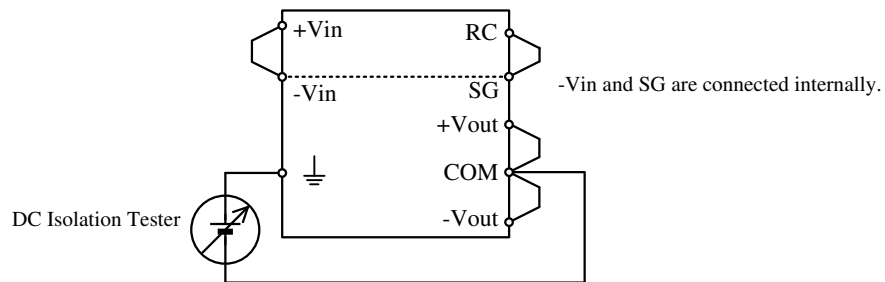 +Vin
RC
-Vin
SG
-Vin and SG are connected internally.
+Vout
COM
-Vout
DC Isolation Tester